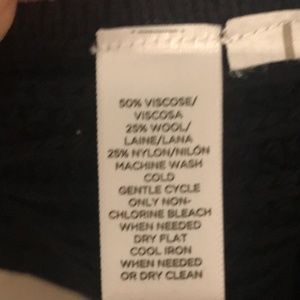 50% VISCOSE/
VISCOSA
25% WOOL/
LAINE/LANA
25% NYLON/NILÓN
MACHINE WASH
COLD
GENTLE CYCLE
ONLY NON-
CHLORINE BLEACH
WHEN NEEDED
DRY FLAT
COOL IRON
WHEN NEEDED
OR DRY CLEAN